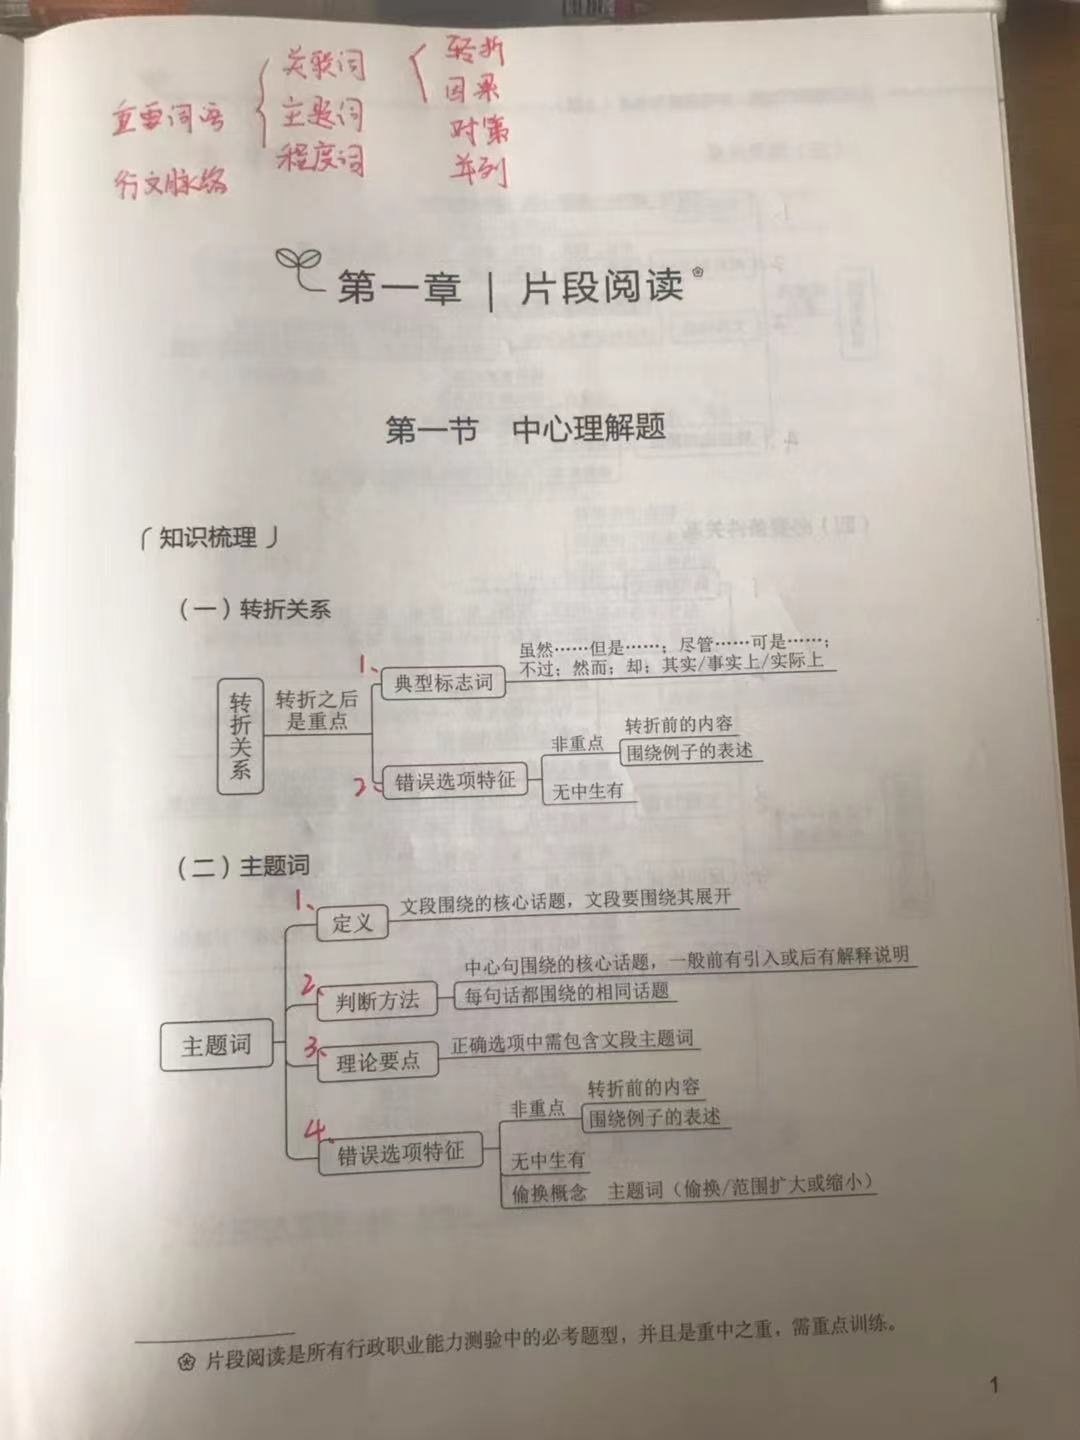 重要词语
关联词
主题词
程度词
转折
因果
对策
并列
行文脉络
第一章 | 片段阅读
第一节 中心理解题
知识梳理
（一）转折关系
转折关系
转折之后
是重点
1、
典型标志词
虽然……但是……；尽管……可是……；
不过；然而；却；其实/事实上/实际上
2、
错误选项特征
非重点
转折前的内容
围绕例子的表述
无中生有
（二）主题词
主题词
1、
定义
文段围绕的核心话题，文段要围绕其展开
2、
判断方法
中心句围绕的核心话题，一般前有引入或后有解释说明
每句话都围绕的相同话题
3、
理论要点
正确选项中需包含文段主题词
4、
错误选项特征
非重点
转折前的内容
围绕例子的表述
无中生有
偷换概念 主题词（偷换/范围扩大或缩小）
片段阅读是所有行政职业能力测验中的必考题型，并且是重中之重，需重点训练。
1